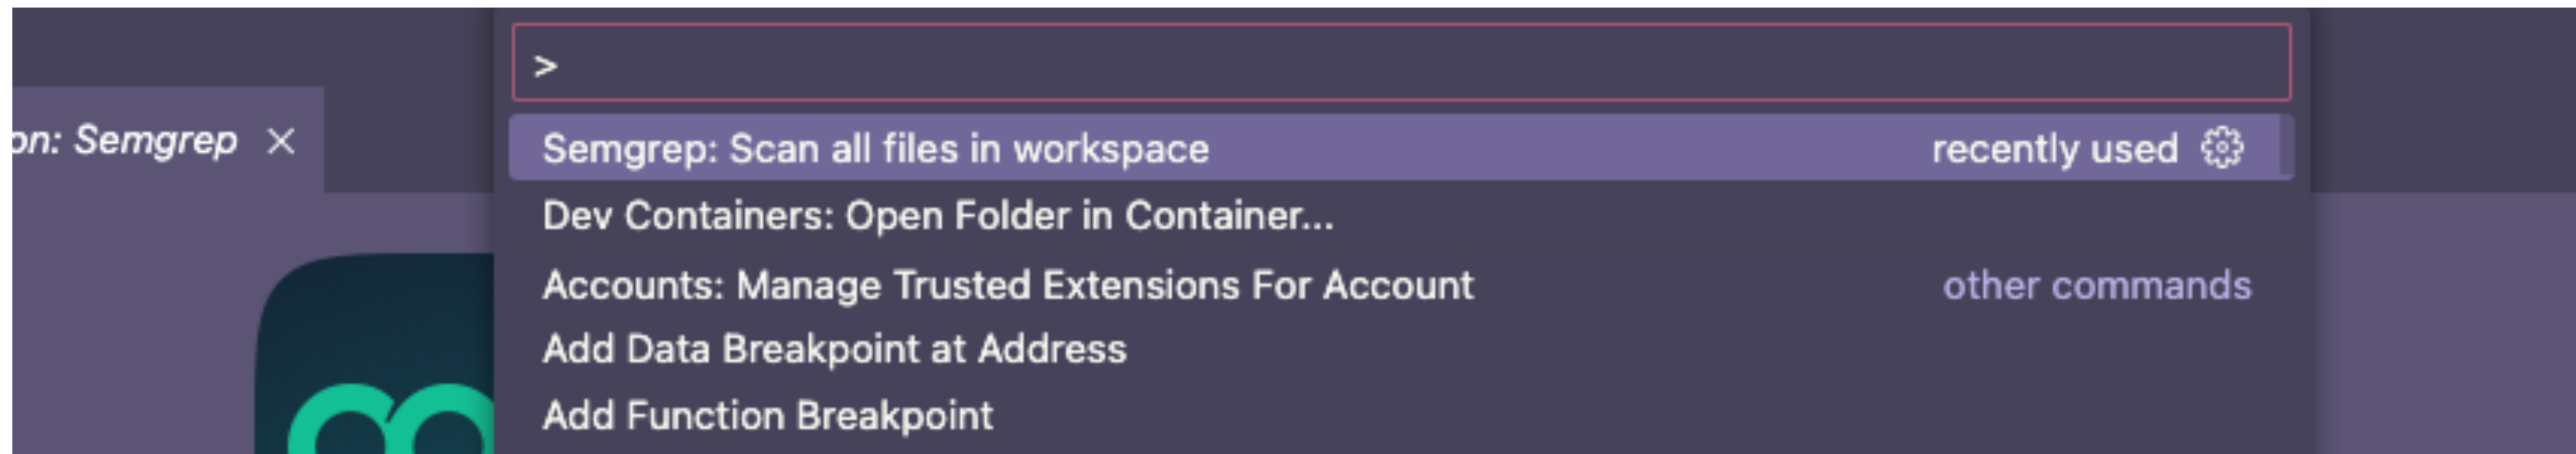 >
on: Semgrep
Semgrep: Scan all files in workspace recently used
Dev Containers: Open Folder in Container...
Accounts: Manage Trusted Extensions For Account other commands
Add Data Breakpoint at Address
Add Function Breakpoint